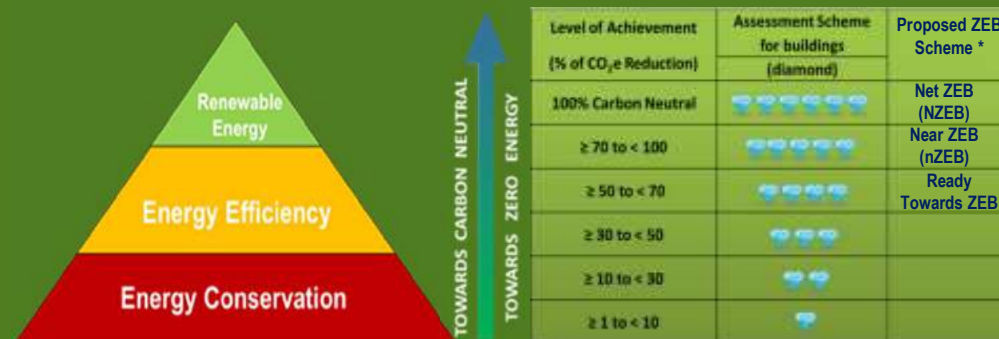 Renewable
Energy
Energy Efficiency
Energy Conservation
TOWARDS CARBON NEUTRAL
TOWARDS ZERO ENERGY
Level of Achievement
(% of CO₂e Reduction)
Assessment Scheme
for buildings
(diamond)
Proposed ZEB
Scheme *
100% Carbon Neutral
Net ZEB
(NZEB)
≥ 70 to < 100
Near ZEB
(nZEB)
≥ 50 to < 70
Ready
Towards ZEB
≥ 30 to < 50
≥ 10 to < 30
≥ 1 to < 10